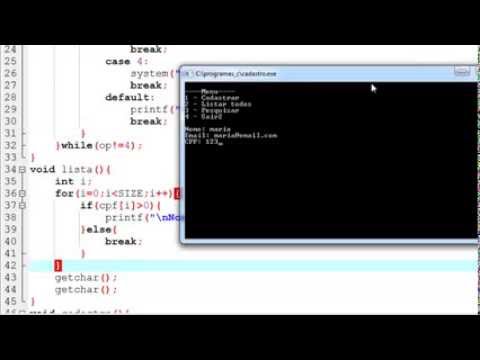 24 break;
25 case 4:
26 system("
27 break;
28 default:
29 printf("
30 break;
31 }
32 }while(op!=4);
33 }
34 void lista(){
35 int i;
36 for(i=0;i<SIZE;i++){
37 if(cpf[i]>0){
38 printf("\nNo
39 }else{
40 break;
41 }
42 }
43 getchar();
44 getchar();
45 }
C:\programas_c\cadastro.exe
----Menu-----
1 - Cadastrar
2 - Listar todos
3 - Pesquisar
Nome: maria
Email: maria@email.com
CPF: 123_